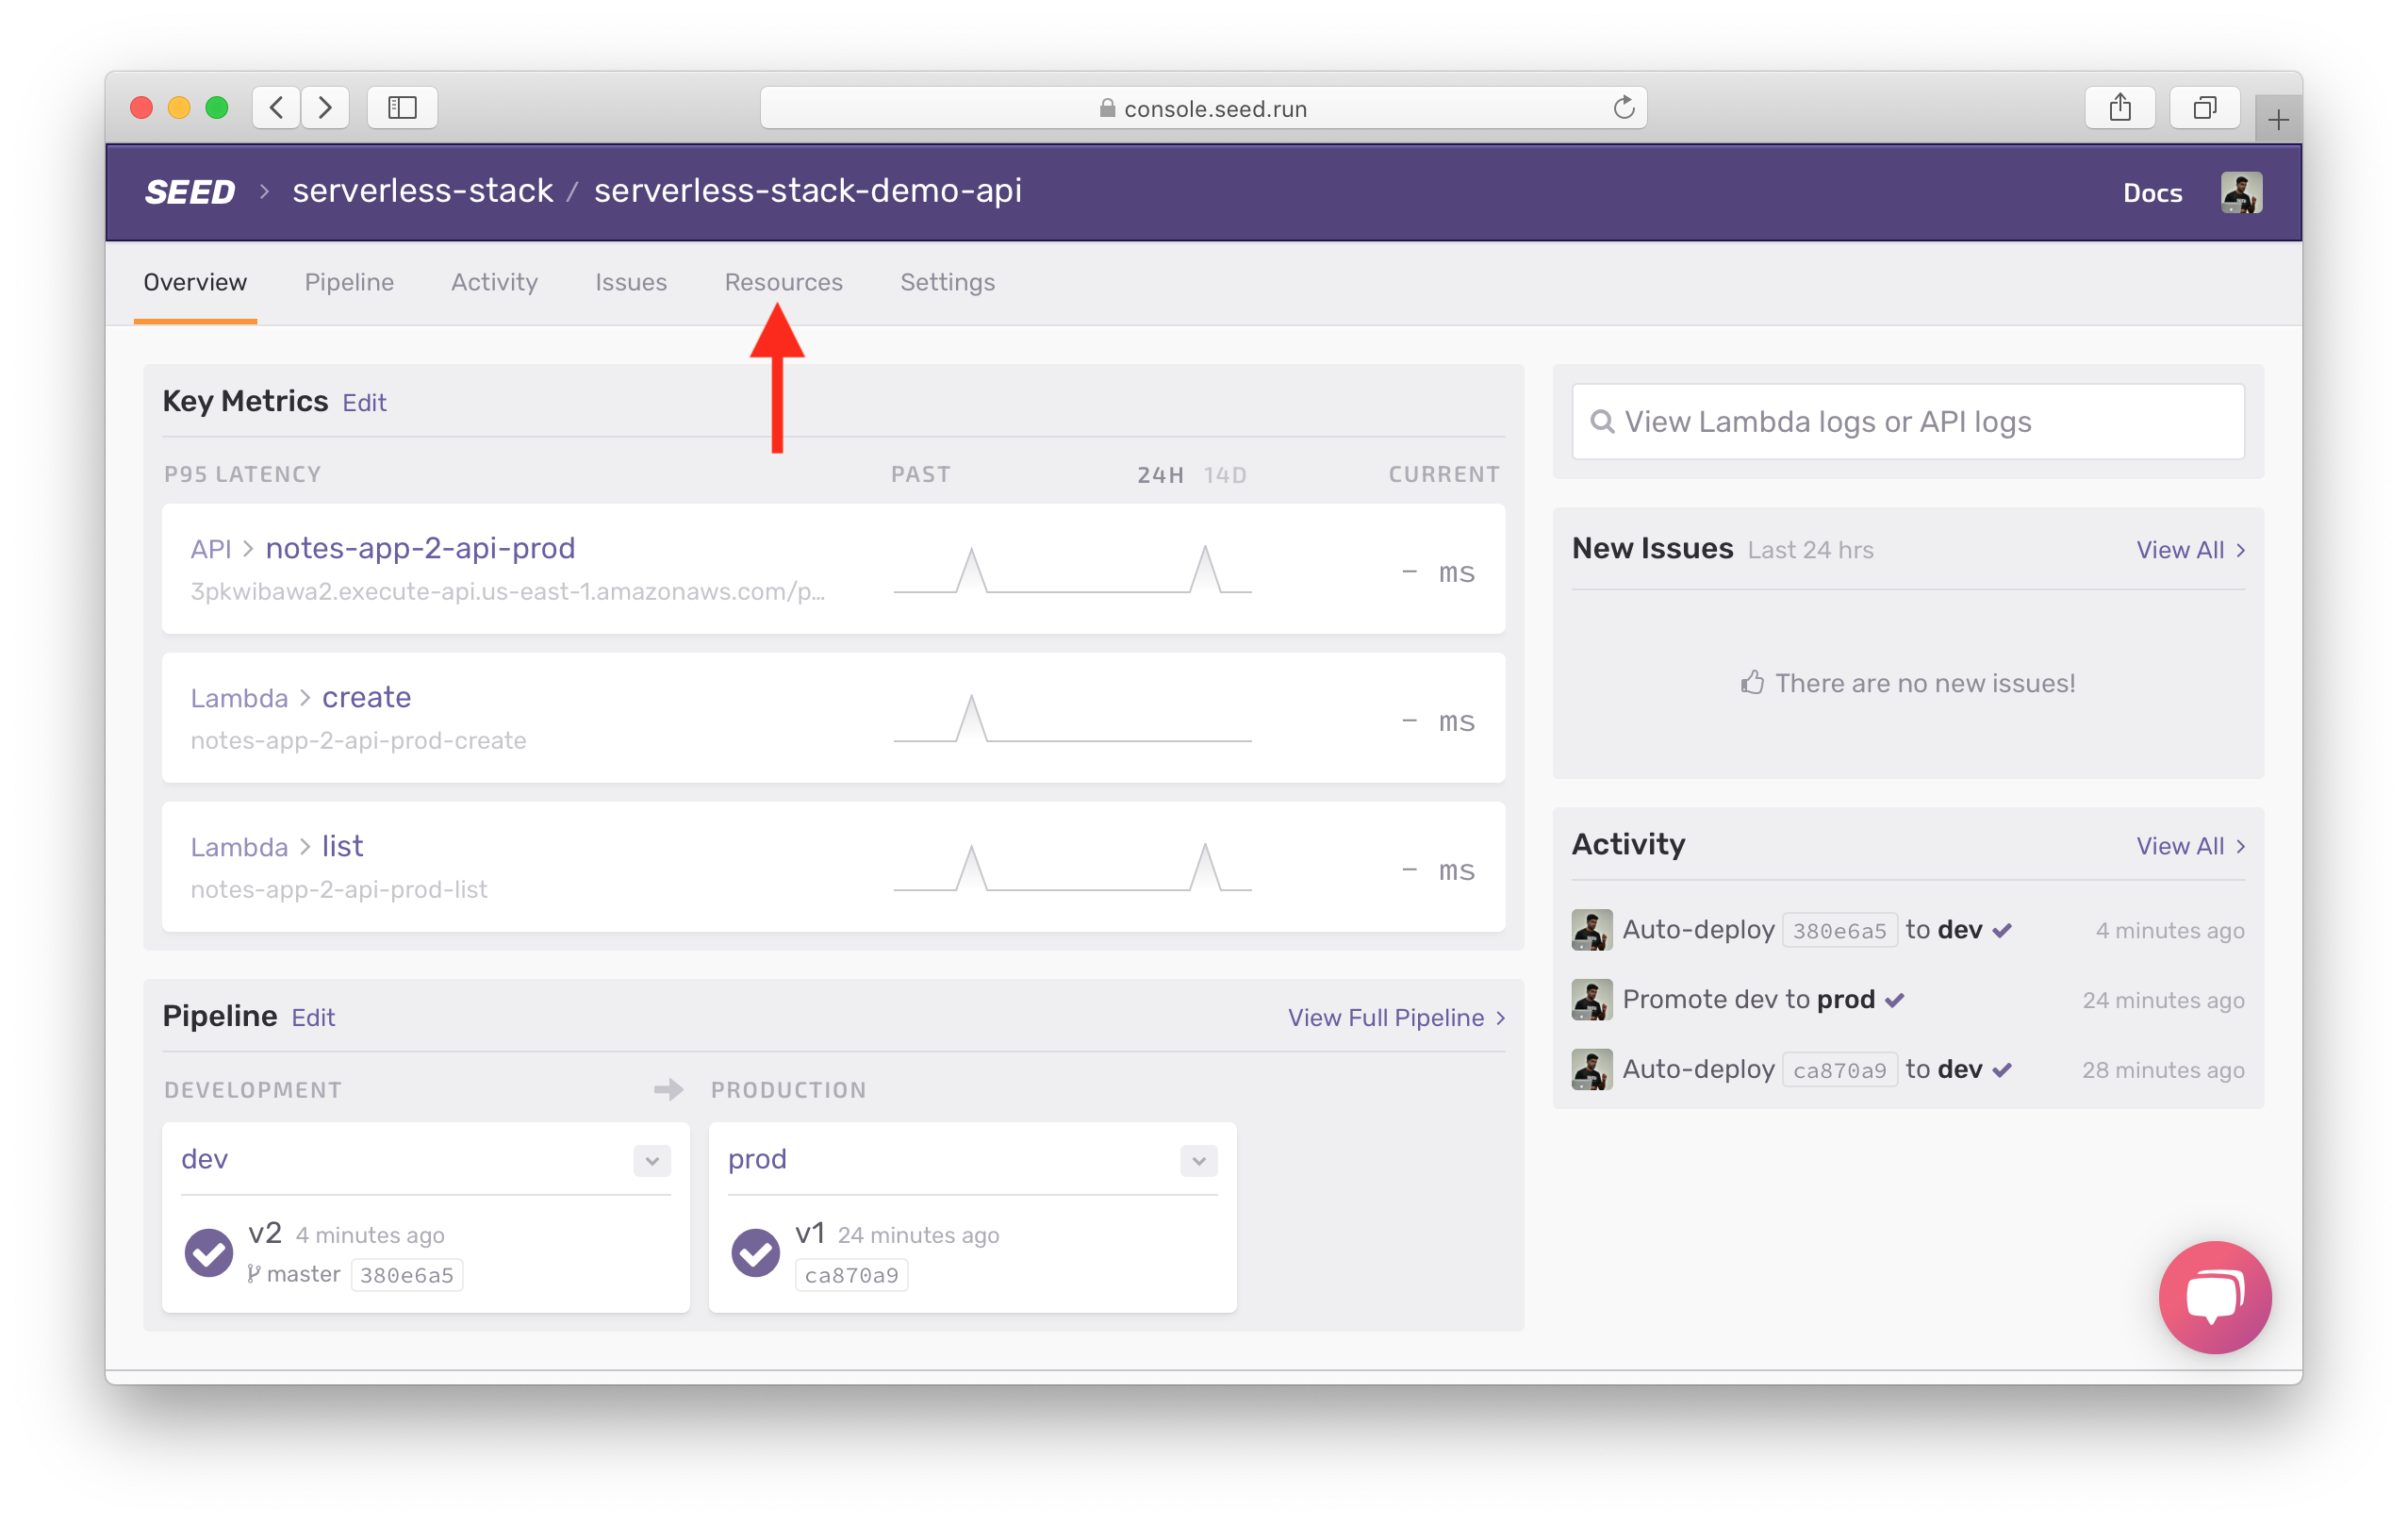 console.seed.run
SEED > serverless-stack / serverless-stack-demo-api
Docs
Overview Pipeline Activity Issues Resources Settings
Key Metrics Edit
P95 LATENCY PAST 24H 14D CURRENT
API > notes-app-2-api-prod
3pkwibawa2.execute-api.us-east-1.amazonaws.com/p...
- ms
Lambda > create
notes-app-2-api-prod-create
- ms
Lambda > list
notes-app-2-api-prod-list
- ms
Pipeline Edit
View Full Pipeline >
DEVELOPMENT PRODUCTION
dev
v2 4 minutes ago
master 380e6a5
prod
v1 24 minutes ago
ca870a9
View Lambda logs or API logs
New Issues Last 24 hrs
View All >
There are no new issues!
Activity
View All >
Auto-deploy 380e6a5 to dev 4 minutes ago
Promote dev to prod 24 minutes ago
Auto-deploy ca870a9 to dev 28 minutes ago